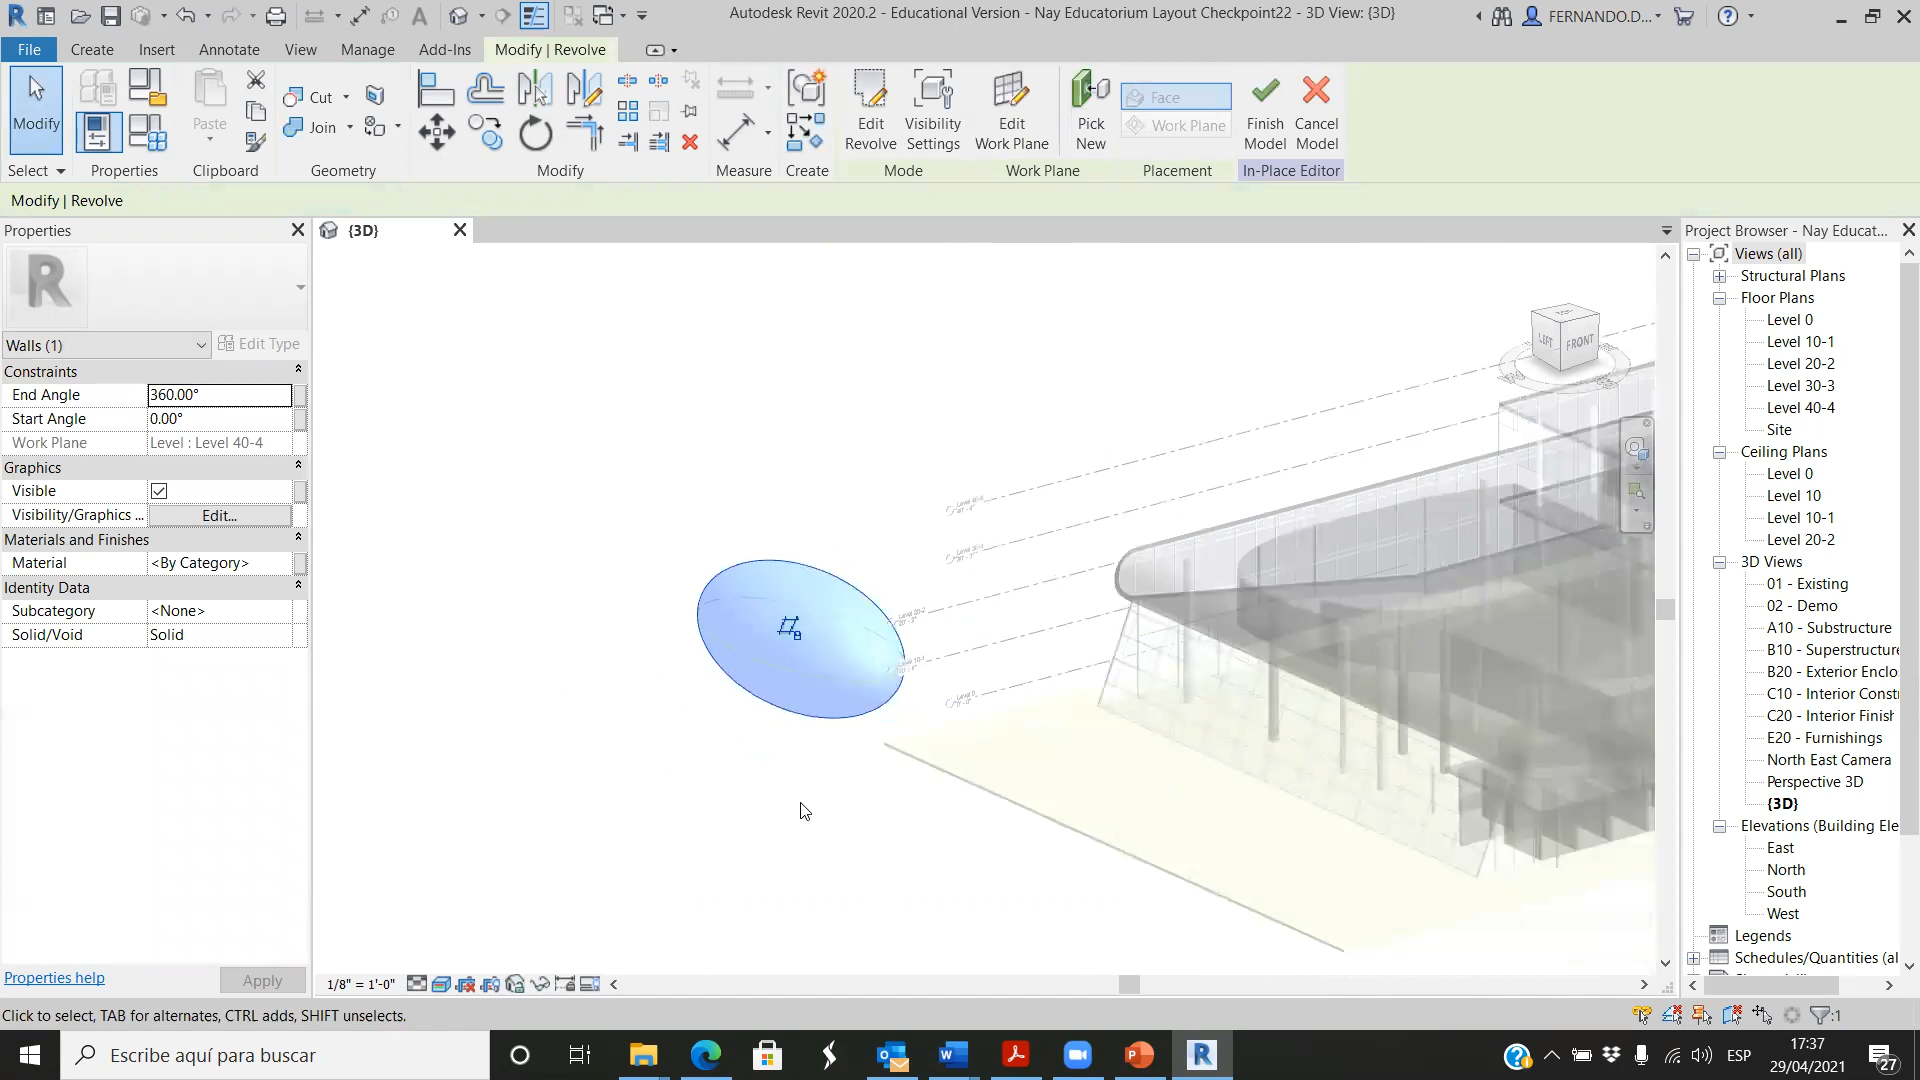 Autodesk Revit 2020.2 - Educational Version - Nay Educatorium Layout Checkpoint22 - 3D View: {3D}
FERNANDO.D...
File Create Insert Annotate View Manage Add-Ins Modify | Revolve
Modify
Paste
Cut
Join
Edit Revolve
Visibility Settings
Edit Work Plane
Pick New
Face
Work Plane
Finish Model
Cancel Model
Select Properties Clipboard Geometry Modify Measure Create Mode Work Plane Placement In-Place Editor
Modify | Revolve
Properties
{3D}
Walls (1)
Edit Type
Constraints
End Angle 360.00°
Start Angle 0.00°
Work Plane Level : Level 40-4
Graphics
Visible
Visibility/Graphics ... Edit...
Materials and Finishes
Material <By Category>
Identity Data
Subcategory <None>
Solid/Void Solid
Properties help
Apply
LEFT
FRONT
Level 0
Project Browser - Nay Educat...
Views (all)
Structural Plans
Floor Plans
Level 0
Level 10-1
Level 20-2
Level 30-3
Level 40-4
Site
Ceiling Plans
Level 0
Level 10
Level 10-1
Level 20-2
3D Views
01 - Existing
02 - Demo
A10 - Substructure
B10 - Superstructure
B20 - Exterior Enclo
C10 - Interior Const
C20 - Interior Finish
E20 - Furnishings
North East Camera
Perspective 3D
{3D}
Elevations (Building Ele
East
North
South
West
Legends
Schedules/Quantities (al
1/8" = 1'-0"
Click to select, TAB for alternates, CTRL adds, SHIFT unselects.
:1
Escribe aquí para buscar
ESP
17:37
29/04/2021
27